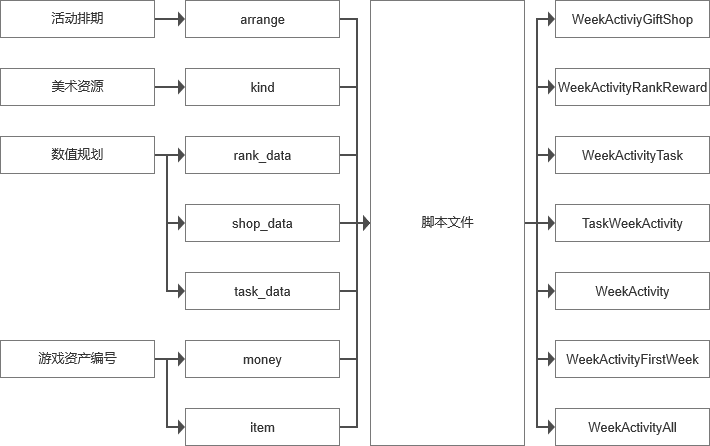 活动排期
arrange
WeekActiviyGiftShop
美术资源
kind
WeekActivityRankReward
数值规划
rank_data
WeekActivityTask
shop_data
脚本文件
TaskWeekActivity
task_data
WeekActivity
游戏资产编号
money
WeekActivityFirstWeek
item
WeekActivityAll